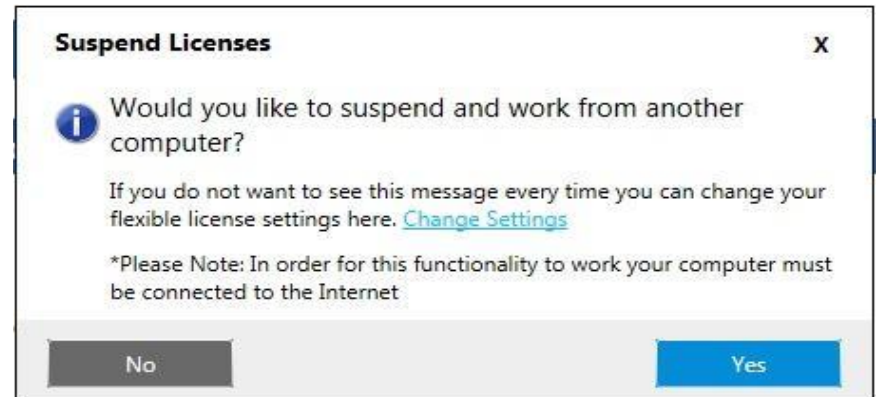 Suspend Licenses
X
Would you like to suspend and work from another
computer?
If you do not want to see this message every time you can change your
flexible license settings here. Change Settings
*Please Note: In order for this functionality to work your computer must
be connected to the Internet
No
Yes